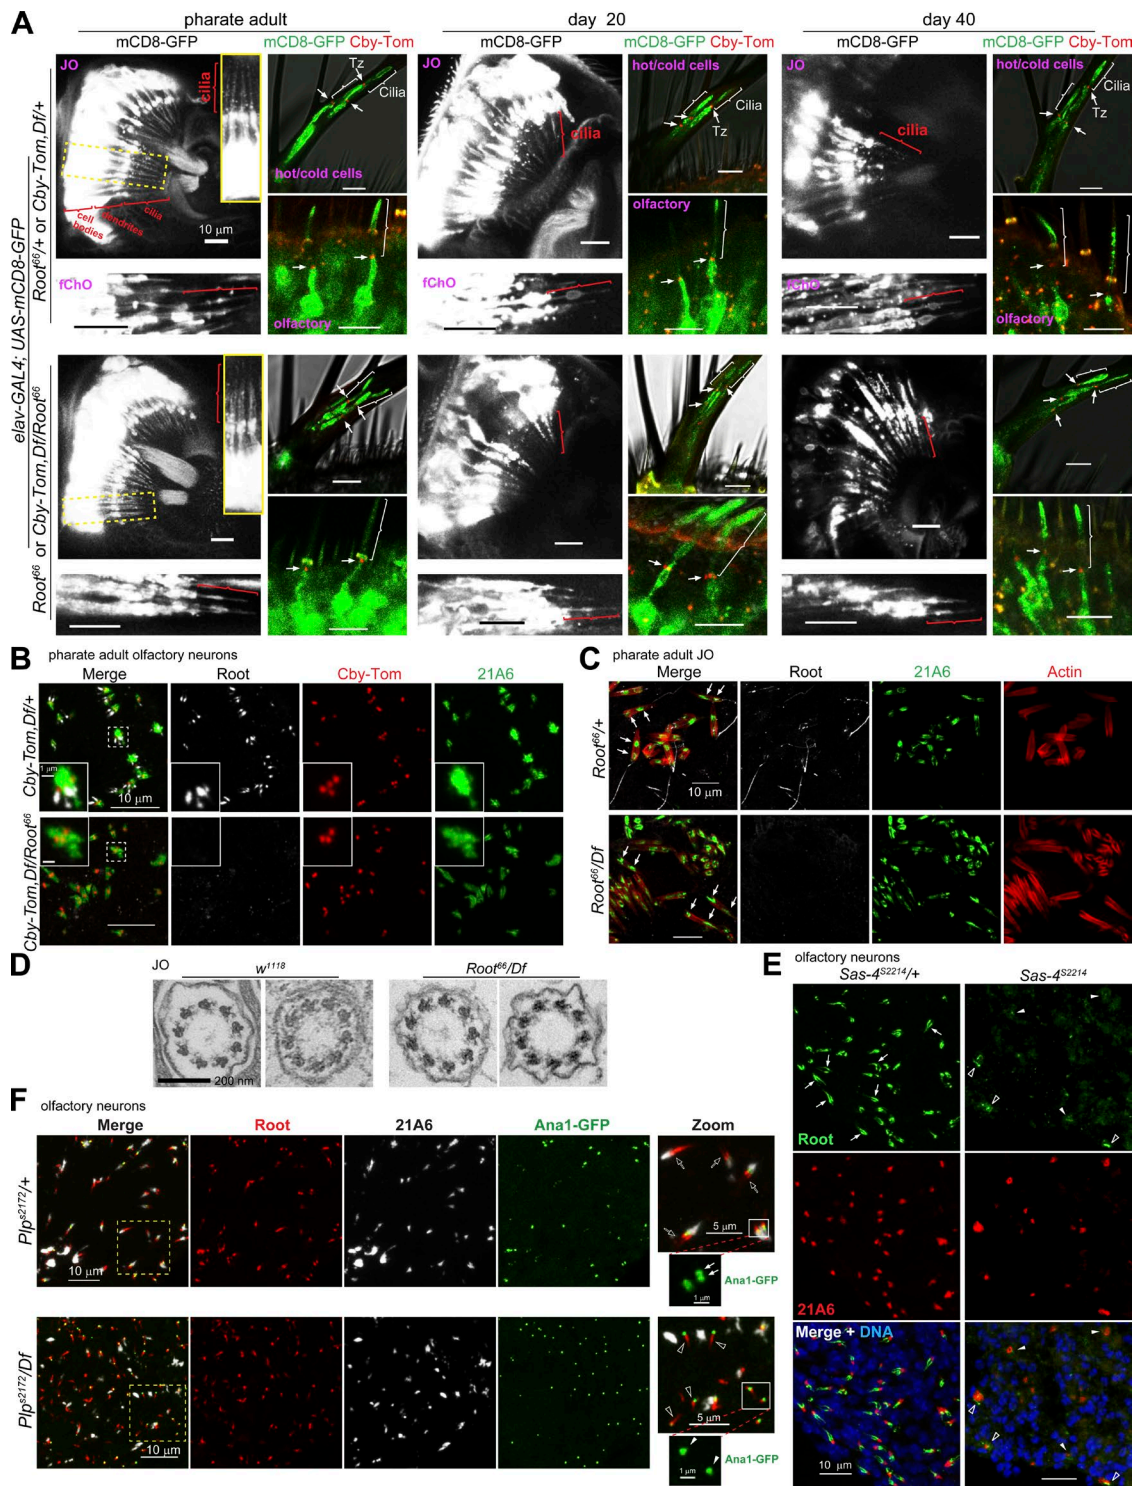 A
pharate adult
day 20
day 40
mCD8-GFP
mCD8-GFP Cby-Tom
mCD8-GFP
mCD8-GFP Cby-Tom
mCD8-GFP
mCD8-GFP Cby-Tom
elav-GAL4; UAS-mCD8-GFP
Root66/+ or Cby-Tom,Df/+
JO
cilia
cell bodies
dendrites
cilia
10 μm
Tz
Cilia
hot/cold cells
fChO
olfactory
JO
cilia
hot/cold cells
Cilia
Tz
olfactory
fChO
JO
cilia
hot/cold cells
Cilia
Tz
fChO
olfactory
Root66 or Cby-Tom,Df/Root66
B
pharate adult olfactory neurons
Merge
Root
Cby-Tom
21A6
Cby-Tom,Df/+
1 μm
10 μm
Cby-Tom,Df/Root66
C
pharate adult JO
Merge
Root
21A6
Actin
Root66/+
10 μm
Root66/Df
D
JO
w1118
Root66/Df
200 nm
E
olfactory neurons
Sas-4S2214/+
Sas-4S2214
Root
21A6
Merge + DNA
10 μm
F
olfactory neurons
Merge
Root
21A6
Ana1-GFP
Zoom
Plps2172/+
10 μm
5 μm
Ana1-GFP
1 μm
Plps2172/Df
10 μm
5 μm
Ana1-GFP
1 μm